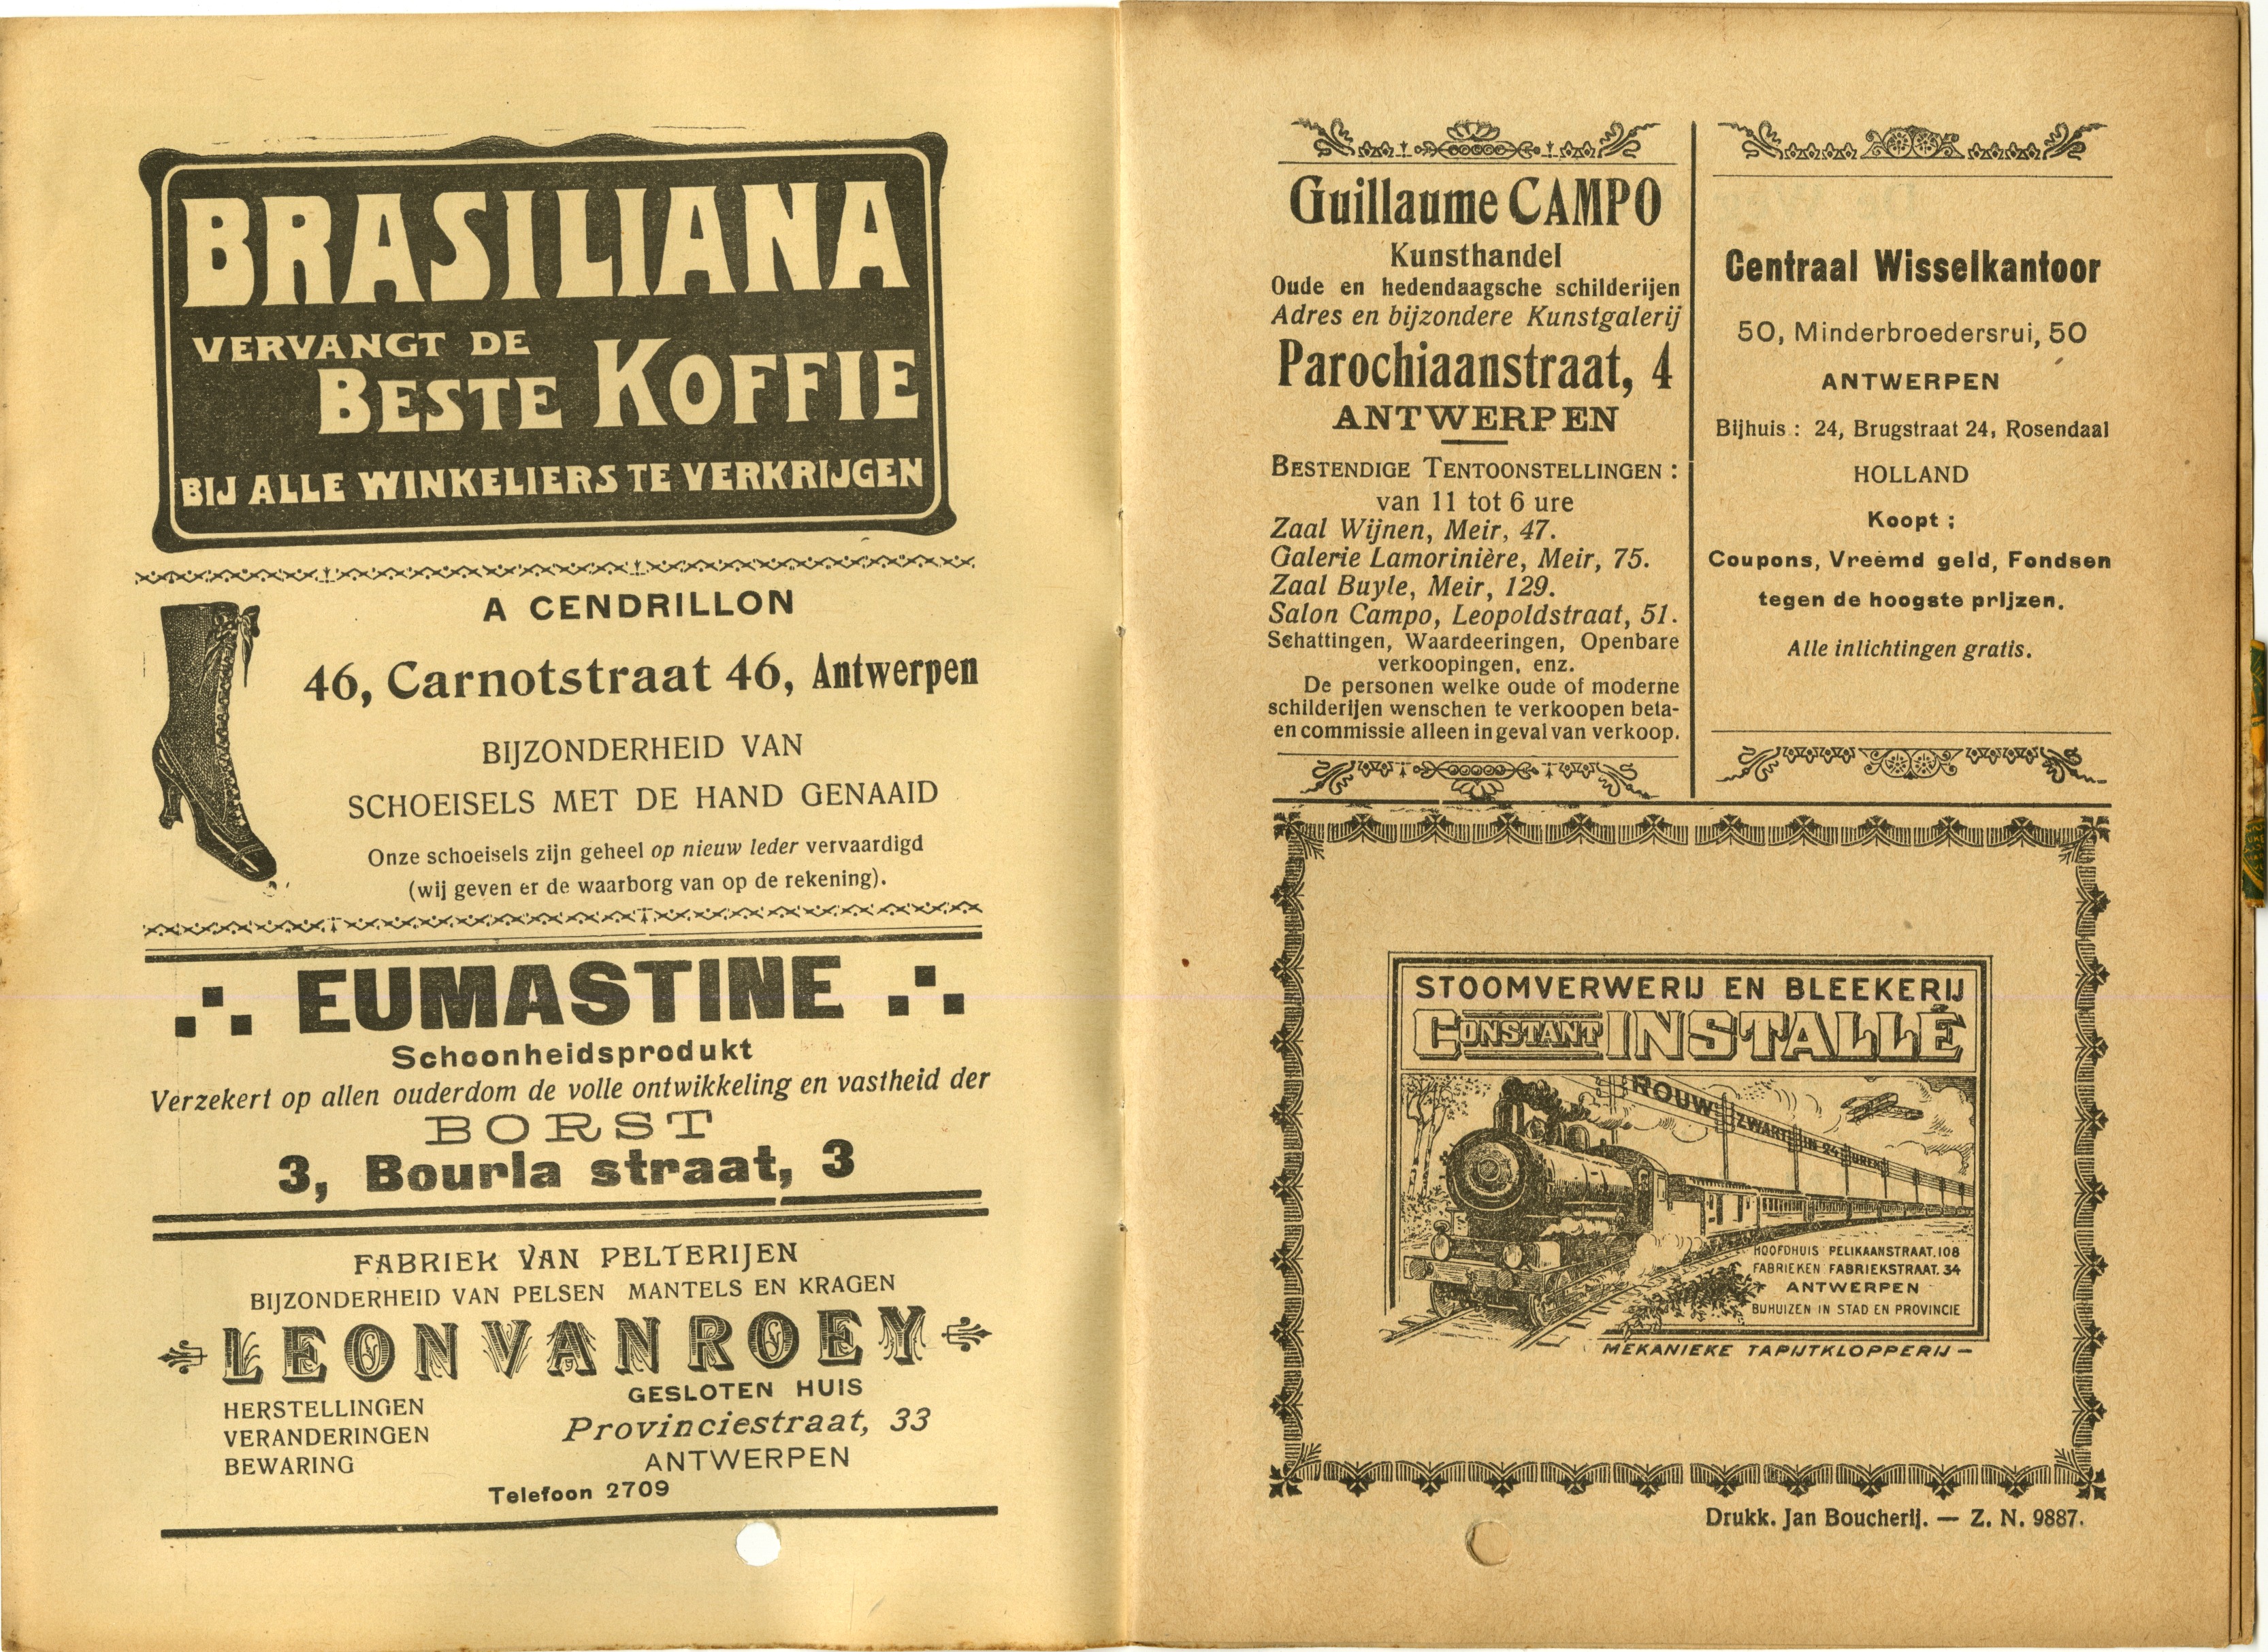 BRASILIANA
VERVANGT DE
BESTE KOFFIE
BIJ ALLE WINKELIERS TE VERKRIJGEN
A CENDRILLON
46, Carnotstraat 46, Antwerpen
BIJZONDERHEID VAN
SCHOEISELS MET DE HAND GENAAID
Onze schoeisels zijn geheel op nieuw leder vervaardigd
(wij geven er de waarborg van op de rekening).
EUMASTINE
Schoonheidsprodukt
Verzekert op allen ouderdom de volle ontwikkeling en vastheid der
BORST
3, Bourla straat, 3
FABRIEK VAN PELTERIJEN
BIJZONDERHEID VAN PELSEN MANTELS EN KRAGEN
LEON VAN ROEY
HERSTELLINGEN
VERANDERINGEN
BEWARING
GESLOTEN HUIS
Provinciestraat, 33
ANTWERPEN
Telefoon 2709
Guillaume CAMPO
Kunsthandel
Oude en hedendaagsche schilderijen
Adres en bijzondere Kunstgalerij
Parochiaanstraat, 4
ANTWERPEN
BESTENDIGE TENTOONSTELLINGEN :
van 11 tot 6 ure
Zaal Wijnen, Meir, 47.
Galerie Lamorinière, Meir, 75.
Zaal Buyle, Meir, 129.
Salon Campo, Leopoldstraat, 51.
Schattingen, Waardeeringen, Openbare
verkoopingen, enz.
De personen welke oude of moderne
schilderijen wenschen te verkoopen beta-
en commissie alleen in geval van verkoop.
Centraal Wisselkantoor
50, Minderbroedersrui, 50
ANTWERPEN
Bijhuis : 24, Brugstraat 24, Rosendaal
HOLLAND
Koopt ;
Coupons, Vreemd geld, Fondsen
tegen de hoogste prijzen.
Alle inlichtingen gratis.
STOOMVERWERIJ EN BLEEKERIJ
CONSTANT INSTALLÉ
ROUW ZWART IN 24 UREN
HOOFDHUIS PELIKAANSTRAAT. 108
FABRIEKEN FABRIEKSTRAAT. 34
ANTWERPEN
BIJHUIZEN IN STAD EN PROVINCIE
MEKANIEKE TAPIJTKLOPPERIJ —
Drukk. Jan Boucherij. — Z. N. 9887.